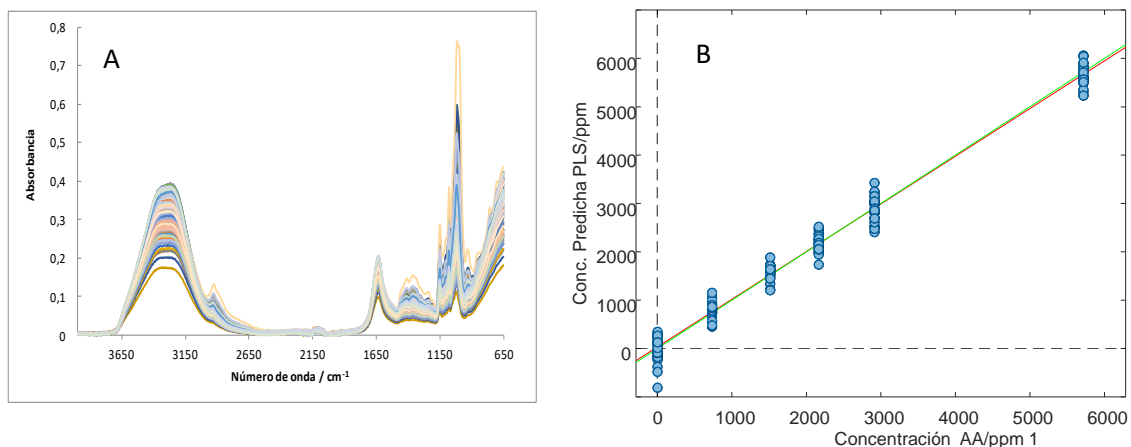 A
0,8
0,7
0,6
0,5
0,4
0,3
0,2
0,1
0
Absorbancia
3650 3150 2650 2150 1650 1150 650
Número de onda / cm-1
B
6000
5000
4000
3000
2000
1000
0
Conc. Predicha PLS/ppm
0 1000 2000 3000 4000 5000 6000
Concentración AA/ppm 1